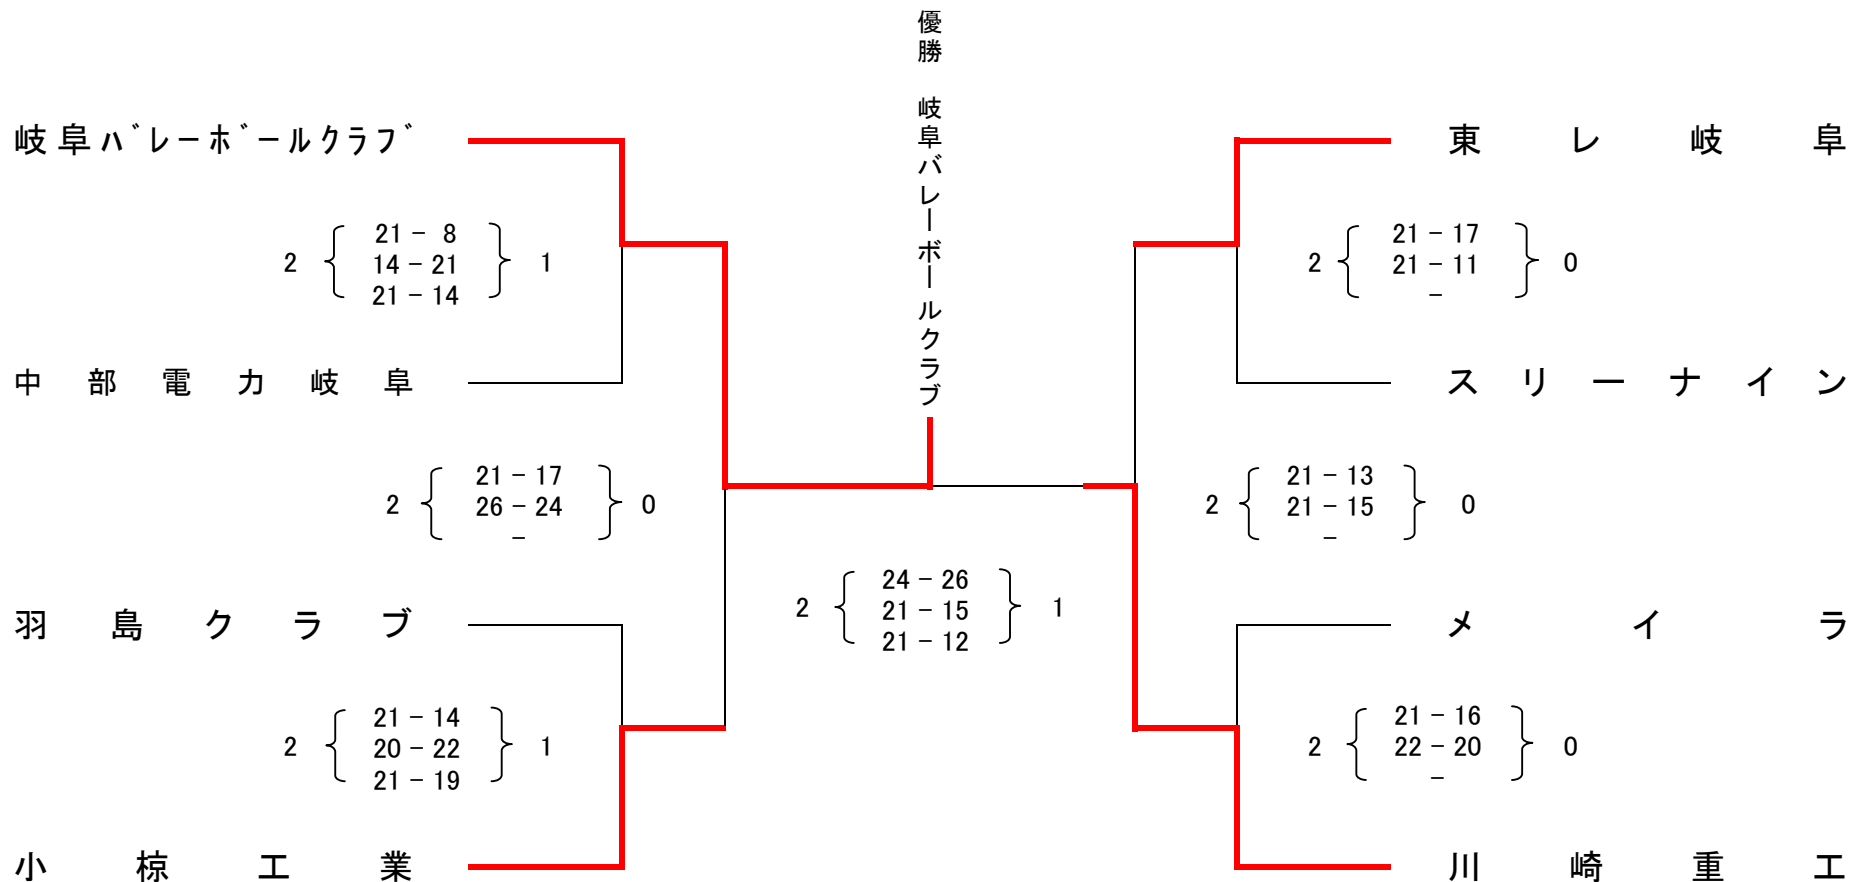 優勝 岐阜バレーボールクラブ
岐阜バレーボールクラブ
2 21 - 8 1
14 - 21
21 - 14
中部電力岐阜
2 21 - 17 0
26 - 24
-
羽島クラブ
2 21 - 14 1
20 - 22
21 - 19
小椋工業
2 24 - 26 1
21 - 15
21 - 12
東レ岐阜
2 21 - 17 0
21 - 11
-
スリーナイン
2 21 - 13 0
21 - 15
-
メイラ
2 21 - 16 0
22 - 20
-
川崎重工